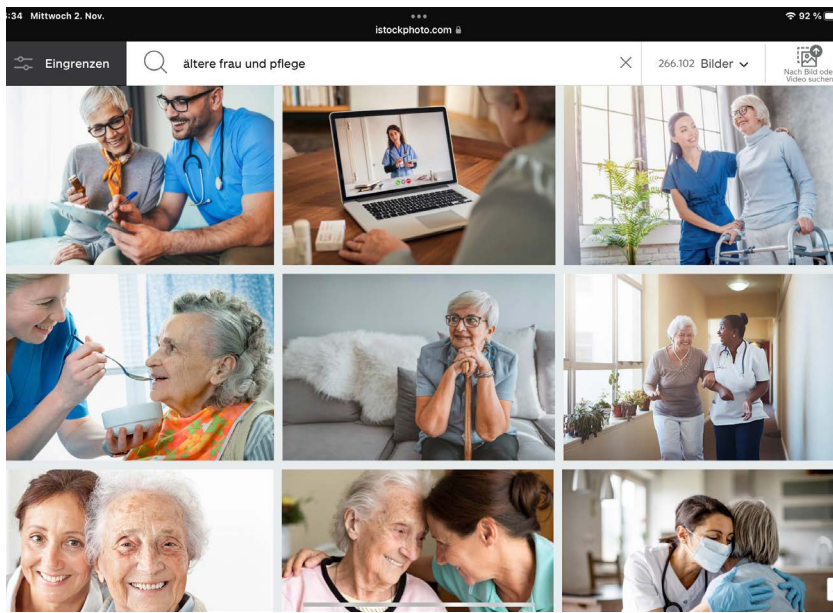 :34 Mittwoch 2. Nov.
92 %
istockphoto.com
Eingrenzen
ältere frau und pflege
266.102 Bilder
Nach Bild ode
Video suchen